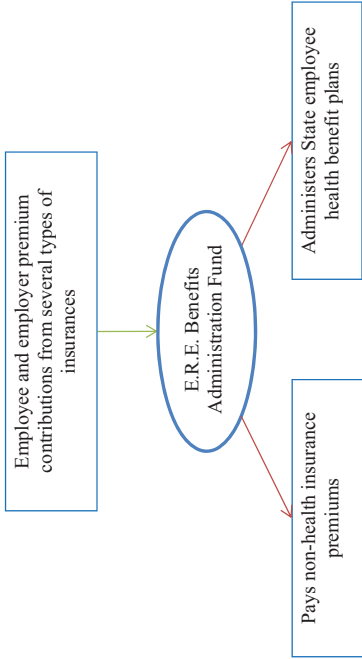 Employee and employer premium
contributions from several types of
insurances
E.R.E. Benefits
Administration Fund
Pays non-health insurance
premiums
Administers State employee
health benefit plans